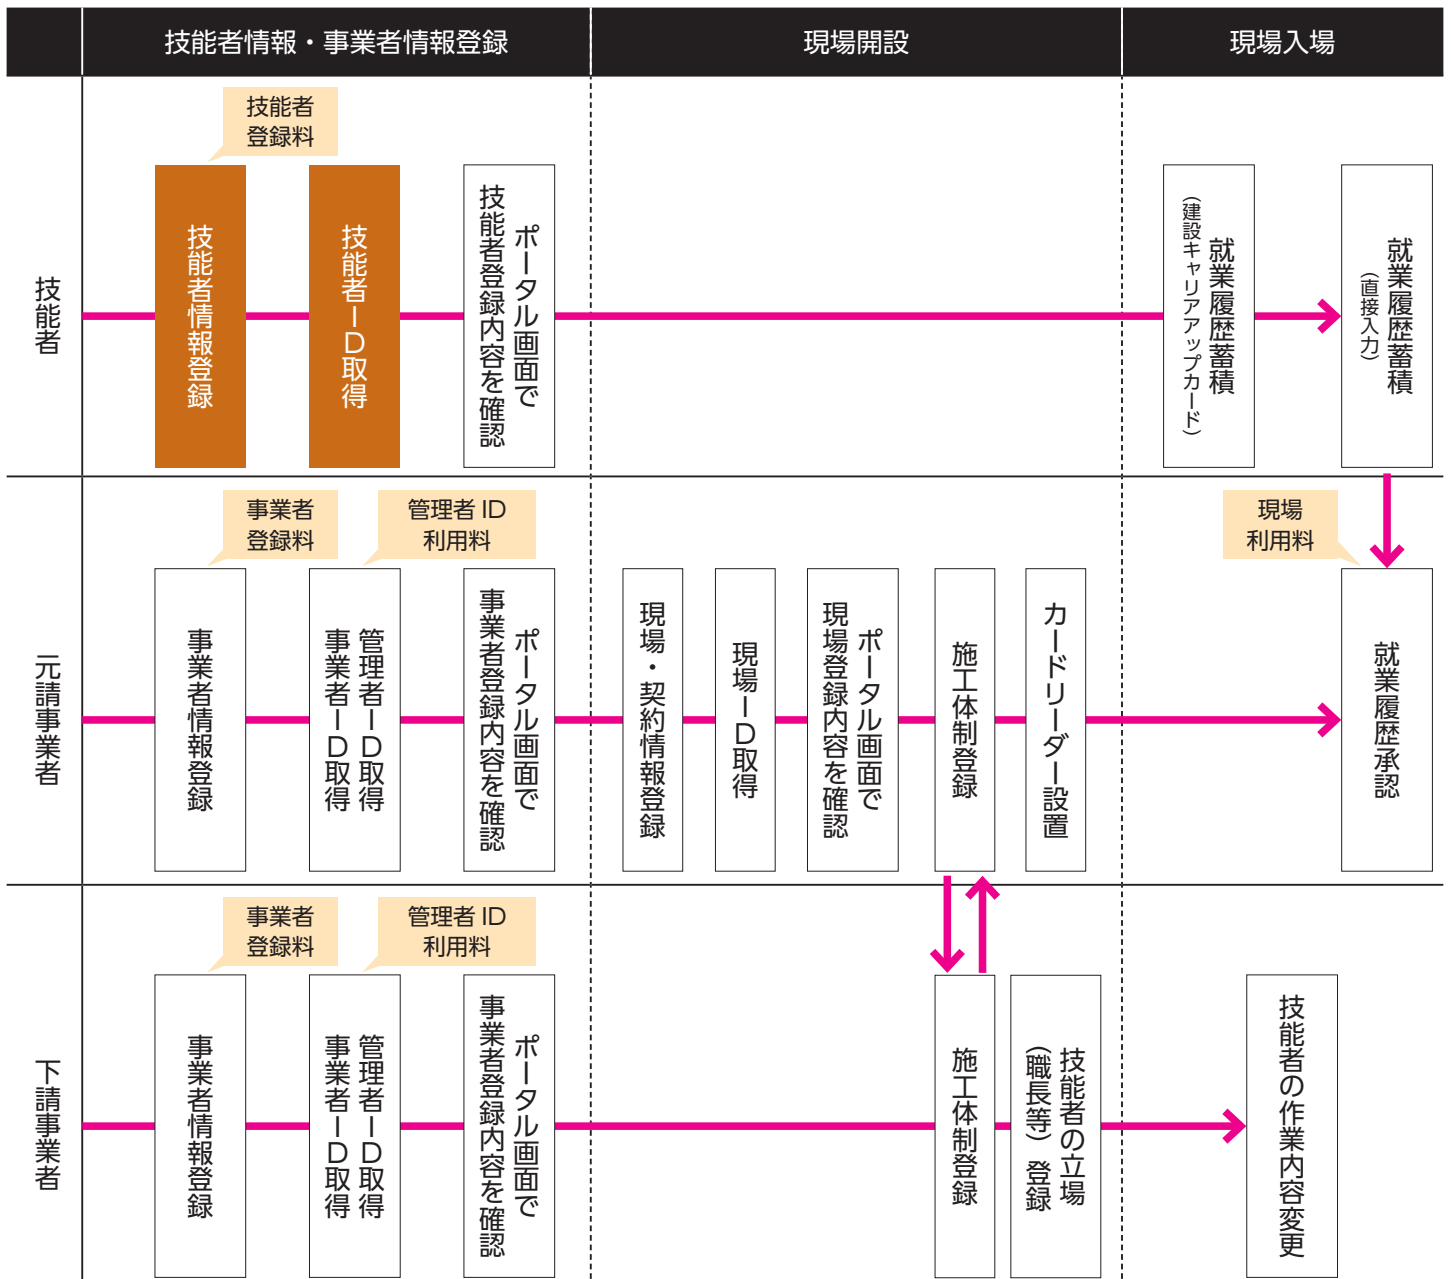 技能者情報・事業者情報登録
現場開設
現場入場
技能者
技能者
登録料
技能者情報登録
技能者ID取得
ポータル画面で
技能者登録内容を確認
就業履歴蓄積
（建設キャリアアップカード）
就業履歴蓄積
（直接入力）
元請事業者
事業者
登録料
管理者 ID
利用料
現場
利用料
事業者情報登録
管理者ID取得
事業者ID取得
ポータル画面で
事業者登録内容を確認
現場・契約情報登録
現場ID取得
ポータル画面で
現場登録内容を確認
施工体制登録
カードリーダー設置
就業履歴承認
下請事業者
事業者
登録料
管理者 ID
利用料
事業者情報登録
管理者ID取得
事業者ID取得
ポータル画面で
事業者登録内容を確認
施工体制登録
技能者の立場
（職長等）登録
技能者の作業内容変更